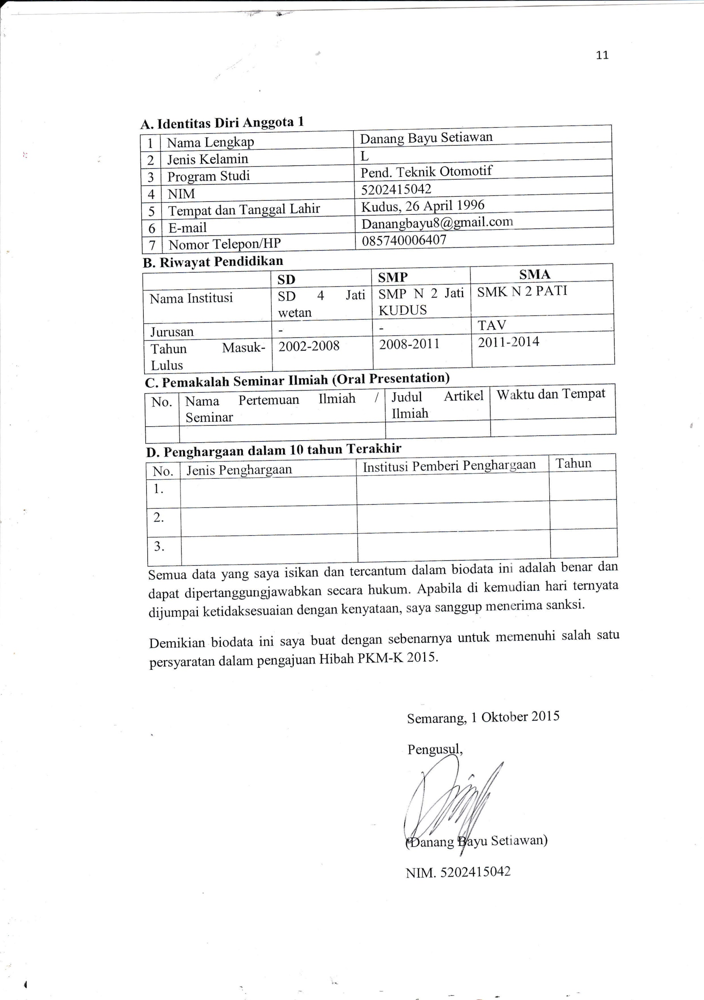 11
A. Identitas Diri Anggota 1
1 Nama Lengkap Danang Bayu Setiawan
2 Jenis Kelamin L
3 Program Studi Pend. Teknik Otomotif
4 NIM 5202415042
5 Tempat dan Tanggal Lahir Kudus, 26 April 1996
6 E-mail Danangbayu8@gmail.com
7 Nomor Telepon/HP 085740006407
B. Riwayat Pendidikan
SD SMP SMA
Nama Institusi SD 4 Jati SMP N 2 Jati SMK N 2 PATI
wetan KUDUS
Jurusan - - TAV
Tahun Masuk- 2002-2008 2008-2011 2011-2014
Lulus
C. Pemakalah Seminar Ilmiah (Oral Presentation)
No. Nama Pertemuan Ilmiah / Judul Artikel Waktu dan Tempat
Seminar Ilmiah
D. Penghargaan dalam 10 tahun Terakhir
No. Jenis Penghargaan Institusi Pemberi Penghargaan Tahun
1.
2.
3.
Semua data yang saya isikan dan tercantum dalam biodata ini adalah benar dan
dapat dipertanggungjawabkan secara hukum. Apabila di kemudian hari ternyata
dijumpai ketidaksesuaian dengan kenyataan, saya sanggup menerima sanksi.
Demikian biodata ini saya buat dengan sebenarnya untuk memenuhi salah satu
persyaratan dalam pengajuan Hibah PKM-K 2015.
Semarang, 1 Oktober 2015
Pengusul,
(Danang Bayu Setiawan)
NIM. 5202415042